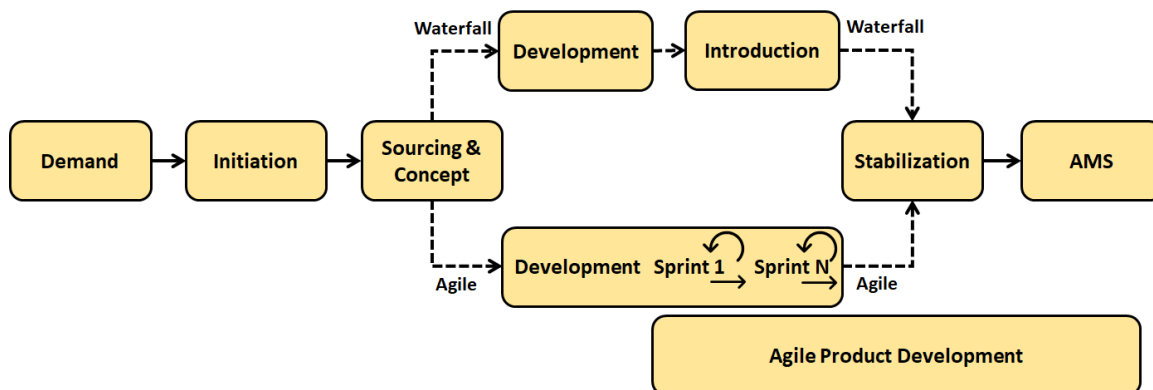 Waterfall
Waterfall
Development
Introduction
Demand
Initiation
Sourcing &
Concept
Stabilization
AMS
Development Sprint 1 Sprint N
Agile
Agile
Agile Product Development